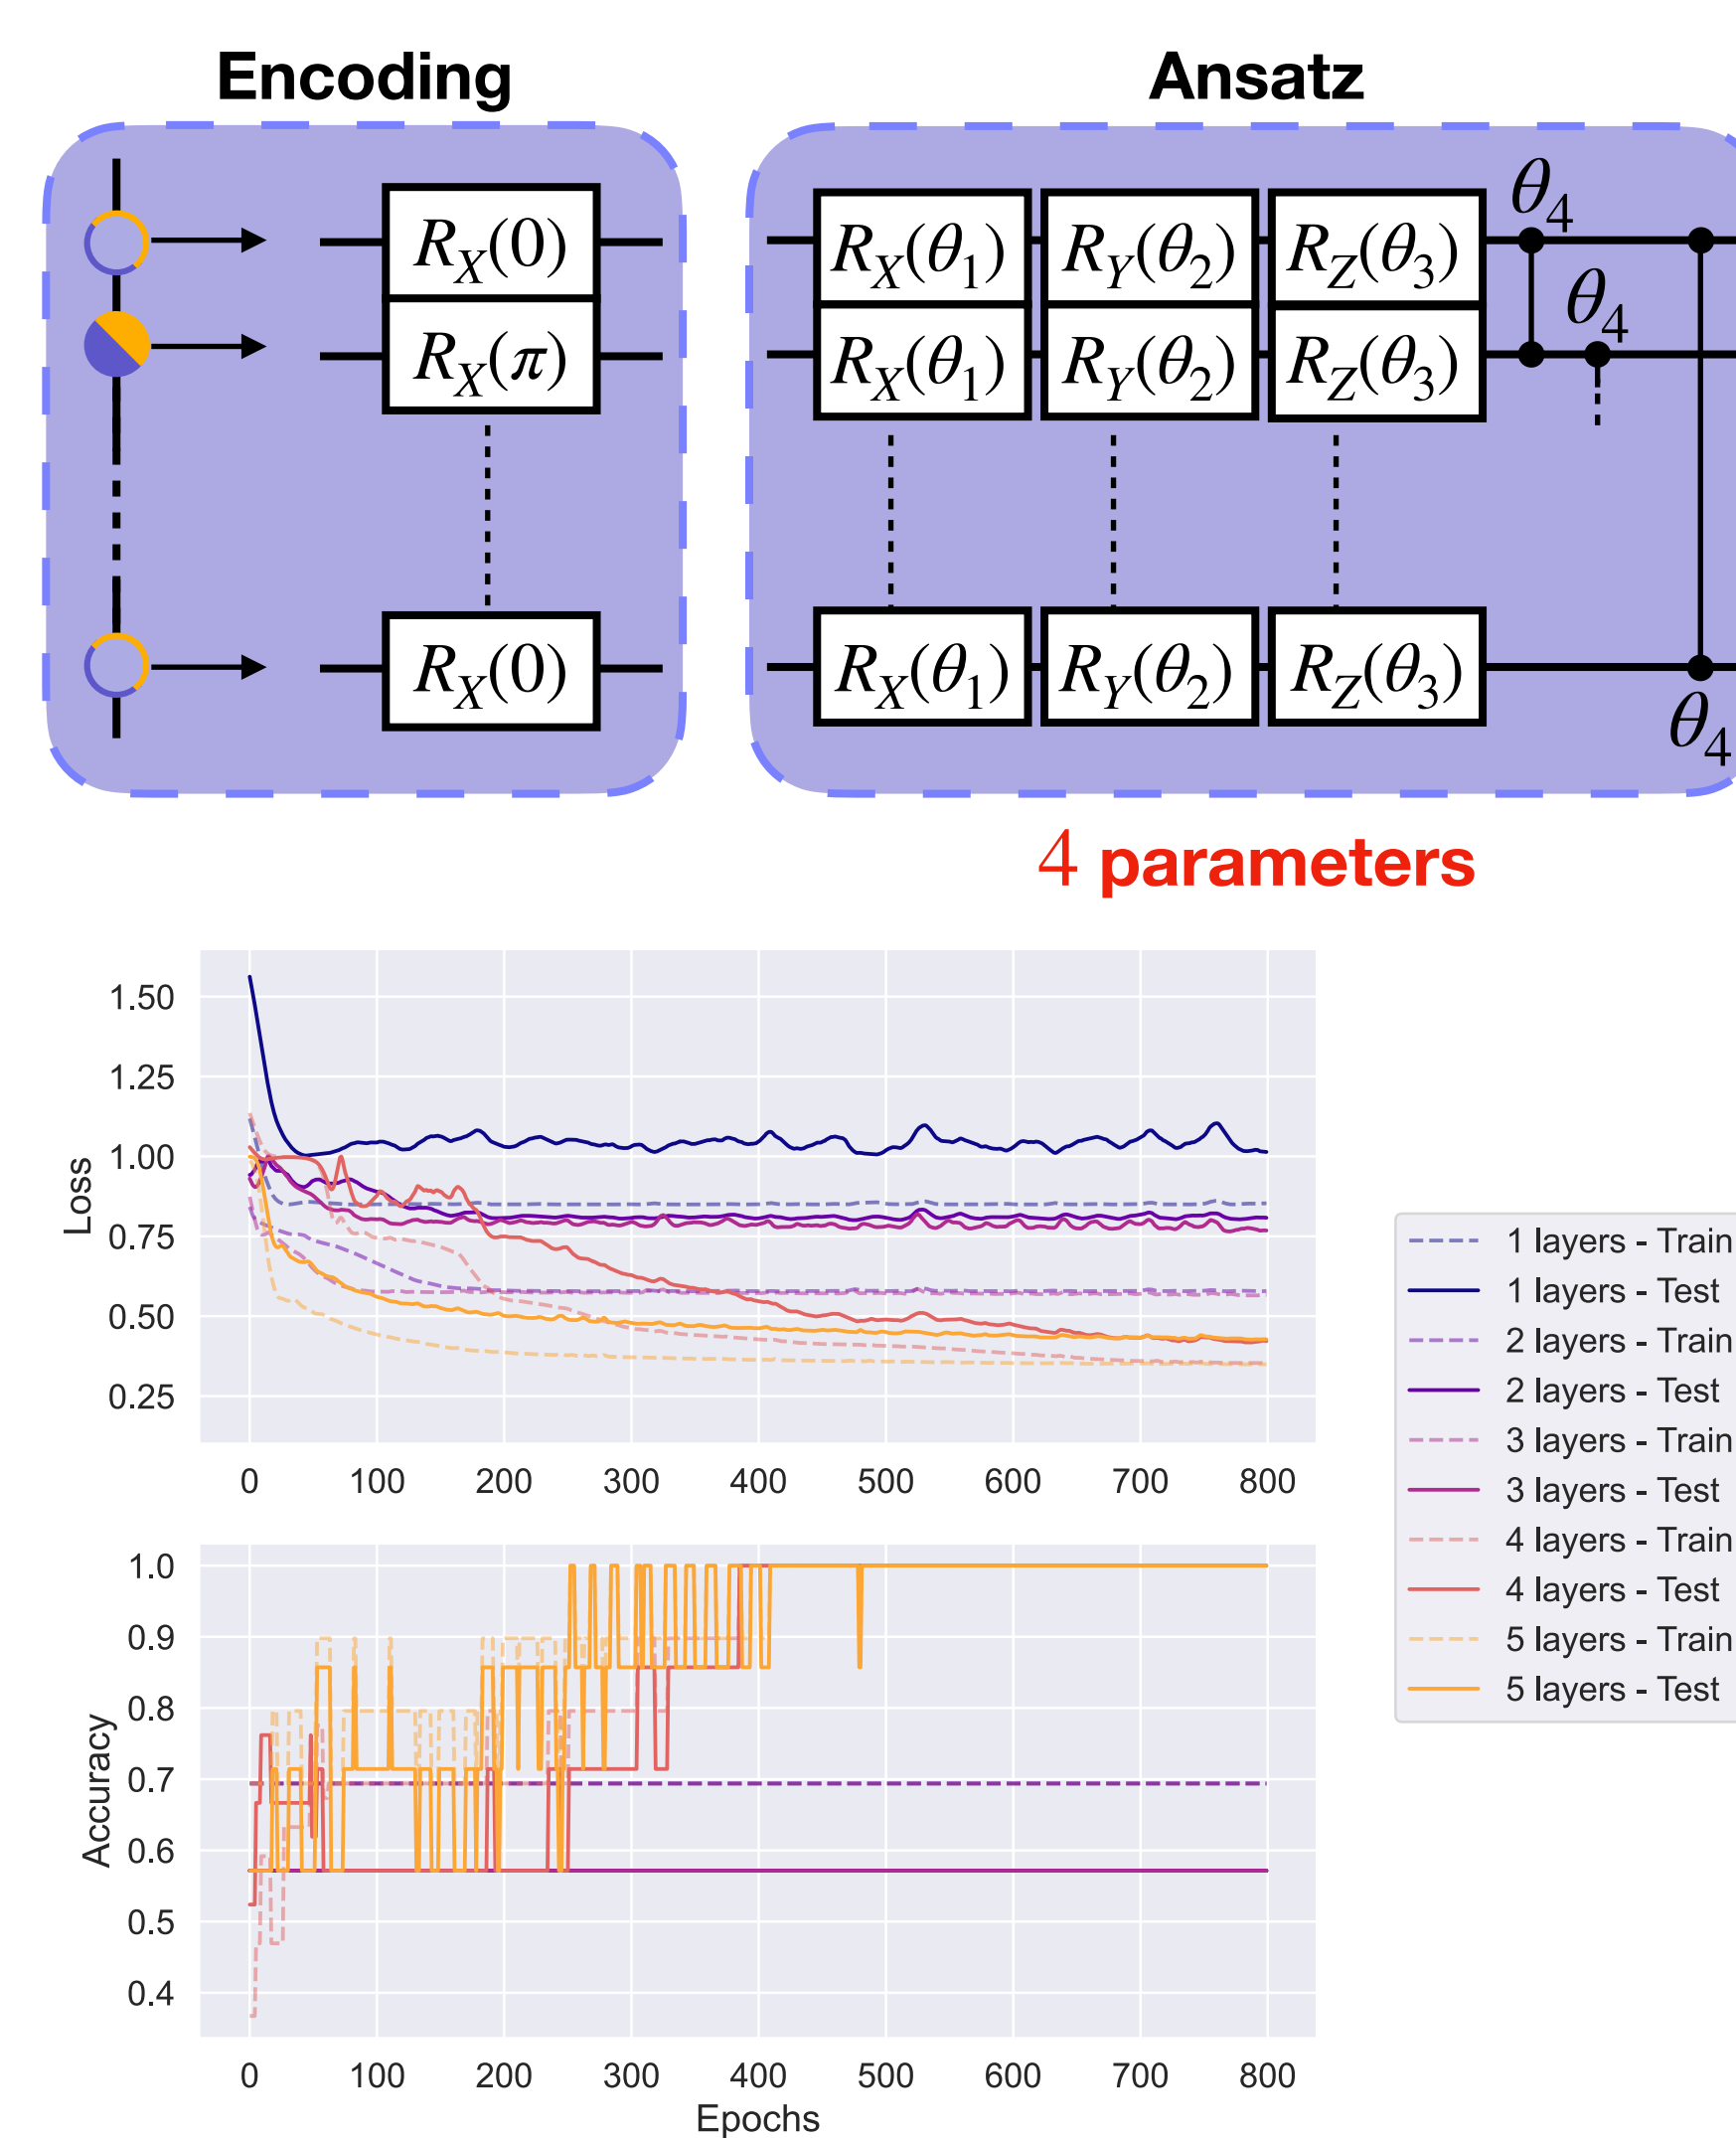 Encoding
Ansatz
R_X(0)
R_X(π)
R_X(0)
R_X(θ_1) R_Y(θ_2) R_Z(θ_3) θ_4
R_X(θ_1) R_Y(θ_2) R_Z(θ_3) θ_4
R_X(θ_1) R_Y(θ_2) R_Z(θ_3)
θ_4
4 parameters
Loss
1.50
1.25
1.00
0.75
0.50
0.25
0 100 200 300 400 500 600 700 800
Accuracy
1.0
0.9
0.8
0.7
0.6
0.5
0.4
0 100 200 300 400 500 600 700 800
Epochs
1 layers - Train
1 layers - Test
2 layers - Train
2 layers - Test
3 layers - Train
3 layers - Test
4 layers - Train
4 layers - Test
5 layers - Train
5 layers - Test